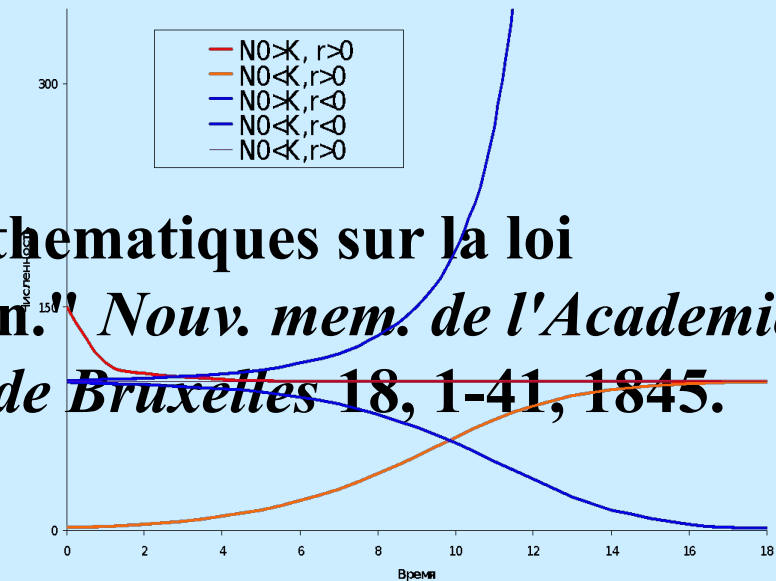 N0>K, r>0
N0<K,r>0
N0>K,r<0
N0<K,r<0
N0<K,r>0
300
150
0
thematiques sur la loi
n." Nouv. mem. de l'Academi
de Bruxelles 18, 1-41, 1845.
0 2 4 6 8 10 12 14 16 18
Время